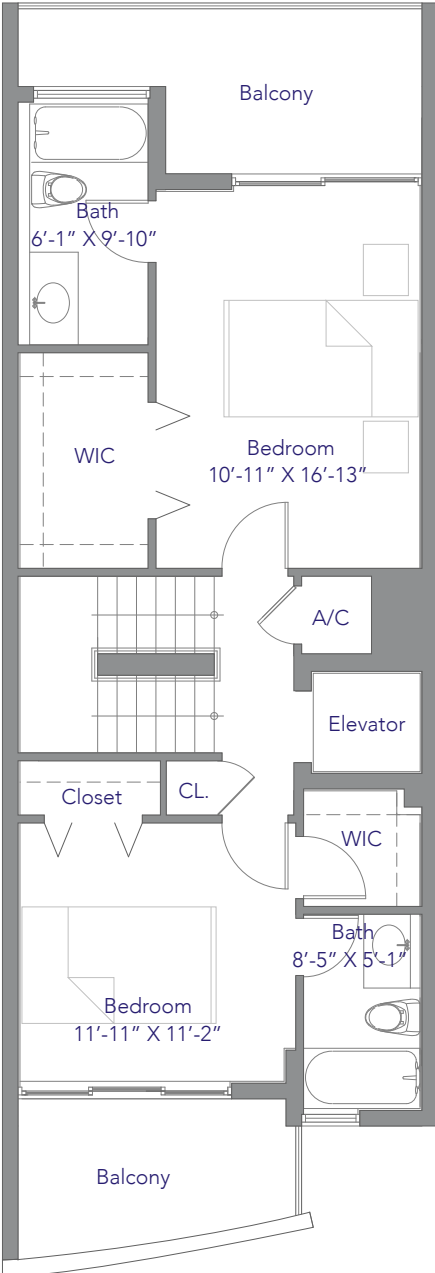 Balcony
Bath
6'-1" X 9'-10"
WIC
Bedroom
10'-11" X 16'-13"
A/C
Elevator
Closet
CL.
WIC
Bath
8'-5" X 5'-1"
Bedroom
11'-11" X 11'-2"
Balcony